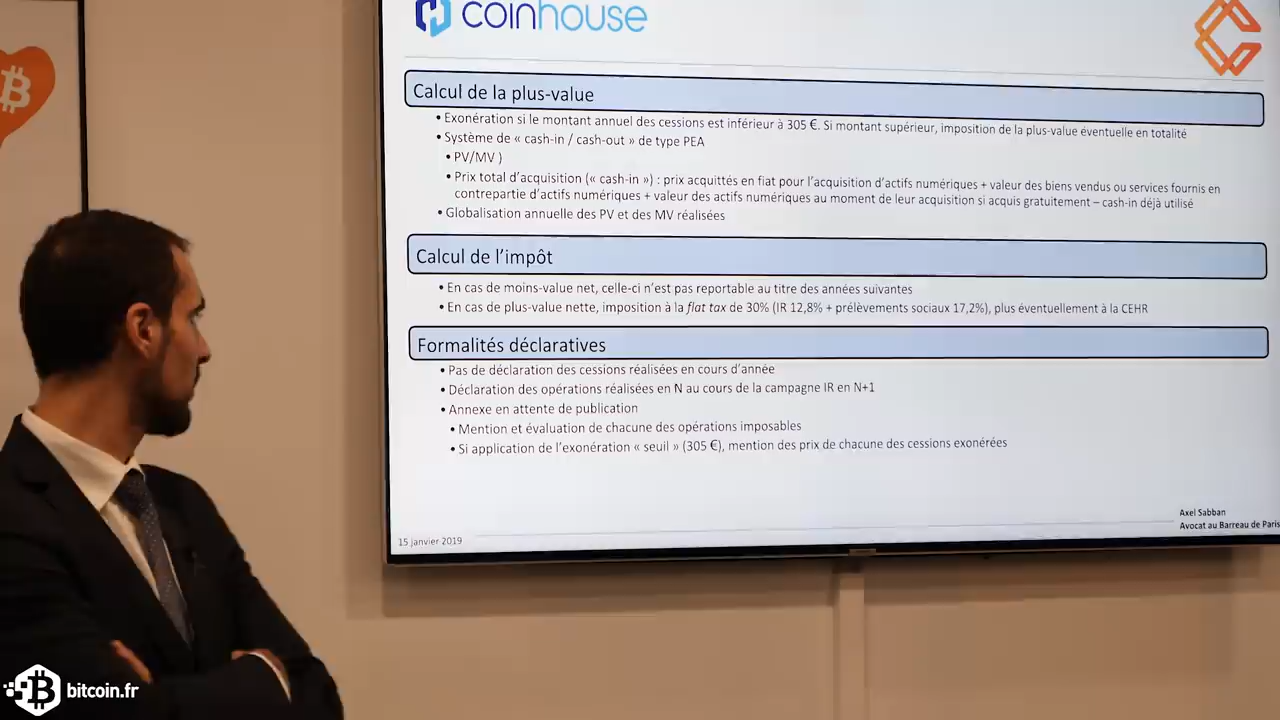 coinhouse
Calcul de la plus-value
• Exonération si le montant annuel des cessions est inférieur à 305 €. Si montant supérieur, imposition de la plus-value éventuelle en totalité
• Système de « cash-in / cash-out » de type PEA
• PV/MV )
• Prix total d'acquisition (« cash-in ») : prix acquittés en fiat pour l'acquisition d'actifs numériques + valeur des biens vendus ou services fournis en
contrepartie d'actifs numériques + valeur des actifs numériques au moment de leur acquisition si acquis gratuitement – cash-in déjà utilisé
• Globalisation annuelle des PV et des MV réalisées
Calcul de l'impôt
• En cas de moins-value net, celle-ci n'est pas reportable au titre des années suivantes
• En cas de plus-value nette, imposition à la flat tax de 30% (IR 12,8% + prélèvements sociaux 17,2%), plus éventuellement à la CEHR
Formalités déclaratives
• Pas de déclaration des cessions réalisées en cours d'année
• Déclaration des opérations réalisées en N au cours de la campagne IR en N+1
• Annexe en attente de publication
• Mention et évaluation de chacune des opérations imposables
• Si application de l'exonération « seuil » (305 €), mention des prix de chacune des cessions exonérées
Axel Sabban
Avocat au Barreau de Paris
15 janvier 2019
bitcoin.fr